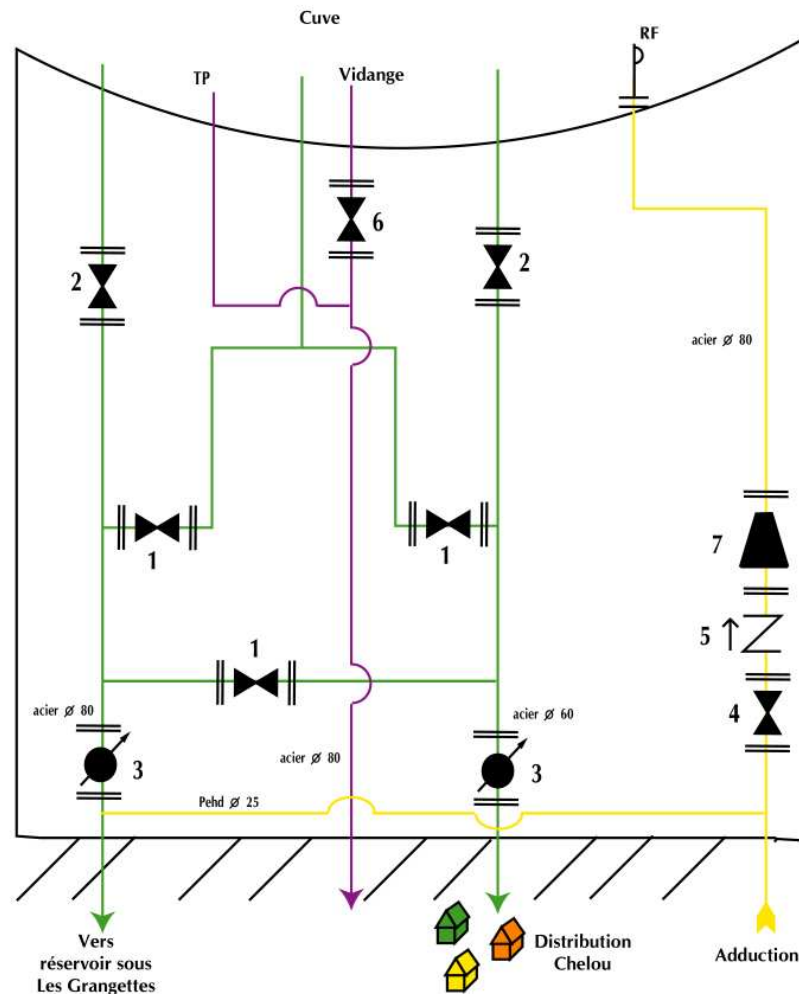 Cuve
RF
TP
Vidange
6
2
2
acier ø 80
7
1
1
5
1
4
acier ø 80
acier ø 60
acier ø 80
3
3
Pehd ø 25
Vers
réservoir sous
Les Grangettes
Distribution
Chelou
Adduction